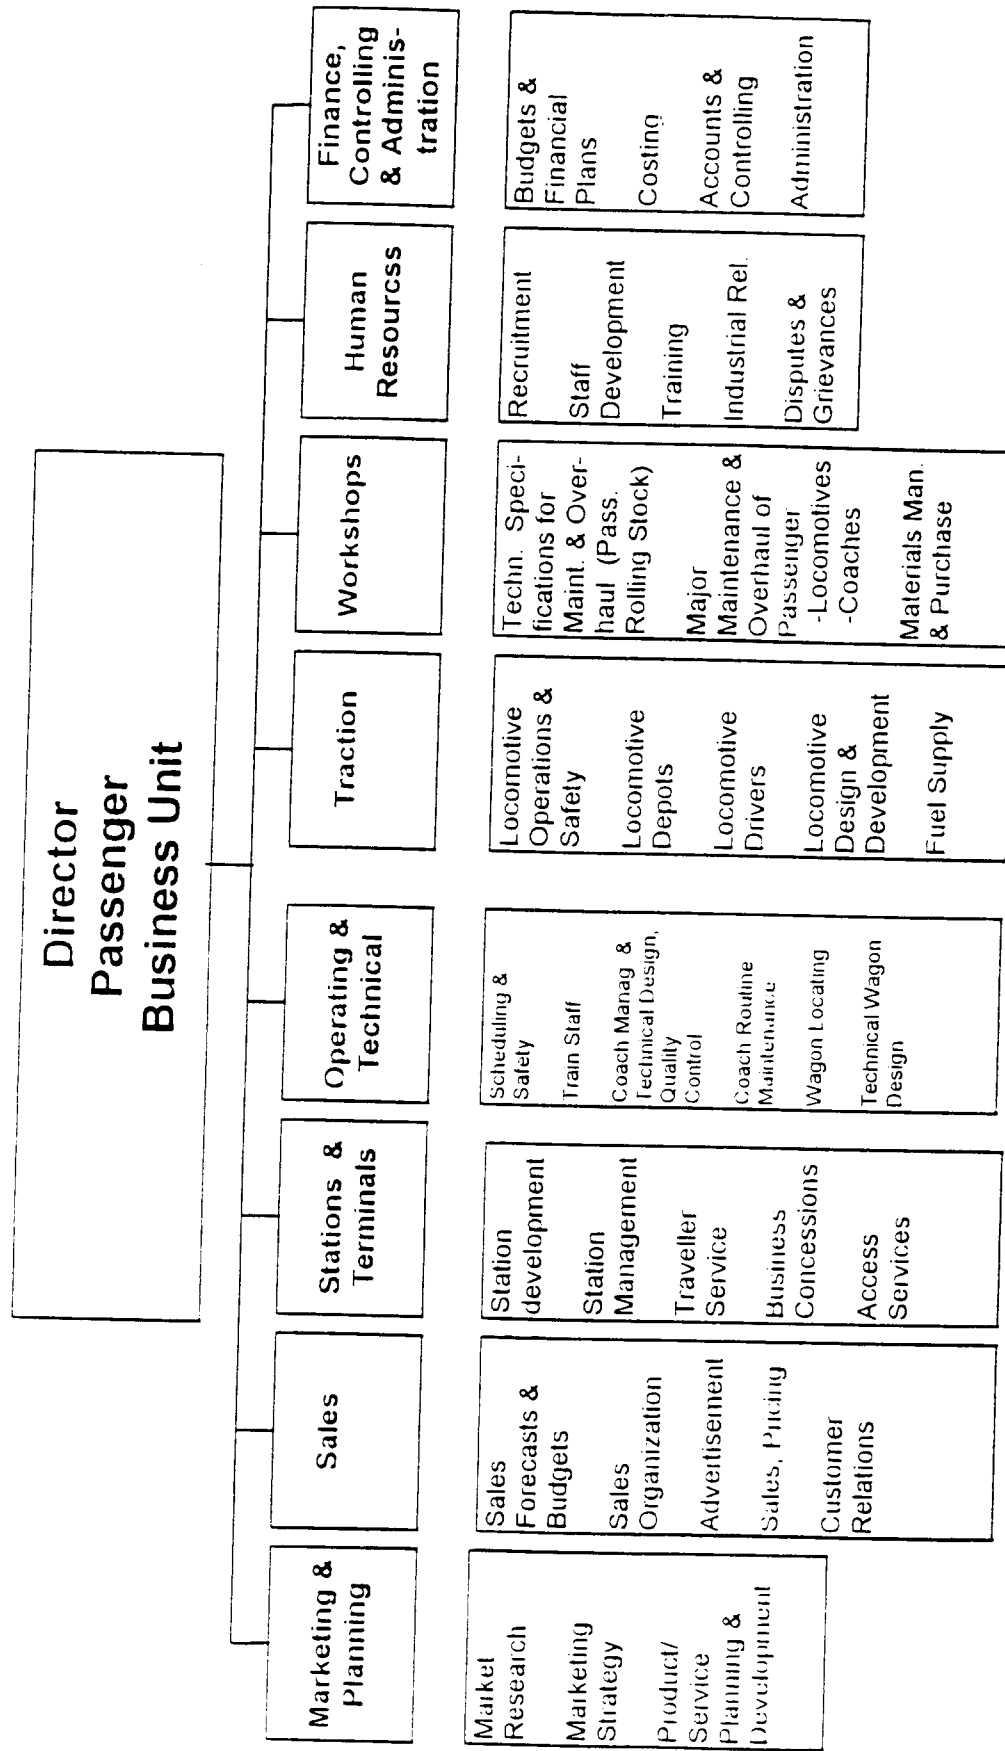 Director
Passenger
Business Unit
Marketing &
Planning
Sales
Stations &
Terminals
Operating &
Technical
Traction
Workshops
Human
Resourcss
Finance,
Controlling
& Adminis-
tration
Market
Research
Marketing
Strategy
Product/
Service
Planning &
Development
Sales
Forecasts &
Budgets
Sales
Organization
Advertisement
Sales, Pricing
Customer
Relations
Station
development
Station
Management
Traveller
Service
Business
Concessions
Access
Services
Scheduling &
Safety
Train Staff
Coach Manag &
Technical Design,
Quality
Control
Coach Routine
Maintenance
Wagon Locating
Technical Wagon
Design
Locomotive
Operations &
Safety
Locomotive
Depots
Locomotive
Drivers
Locomotive
Design &
Development
Fuel Supply
Techn. Speci-
fications for
Maint. & Over-
haul (Pass.
Rolling Stock)
Major
Maintenance &
Overhaul of
Passenger
-Locomotives
-Coaches
Materials Man.
& Purchase
Recruitment
Staff
Development
Training
Industrial Rel.
Disputes &
Grievances
Budgets &
Financial
Plans
Costing
Accounts &
Controlling
Administration